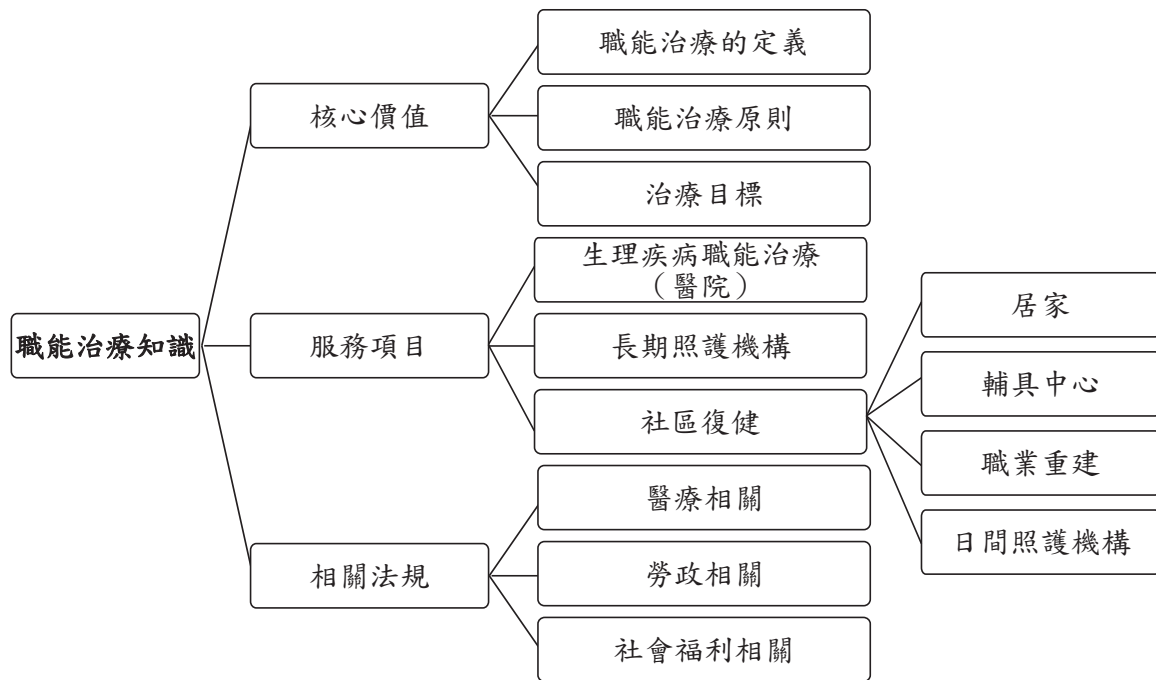 職能治療知識
核心價值
職能治療的定義
職能治療原則
治療目標
服務項目
生理疾病職能治療
（醫院）
長期照護機構
社區復健
居家
輔具中心
職業重建
日間照護機構
相關法規
醫療相關
勞政相關
社會福利相關